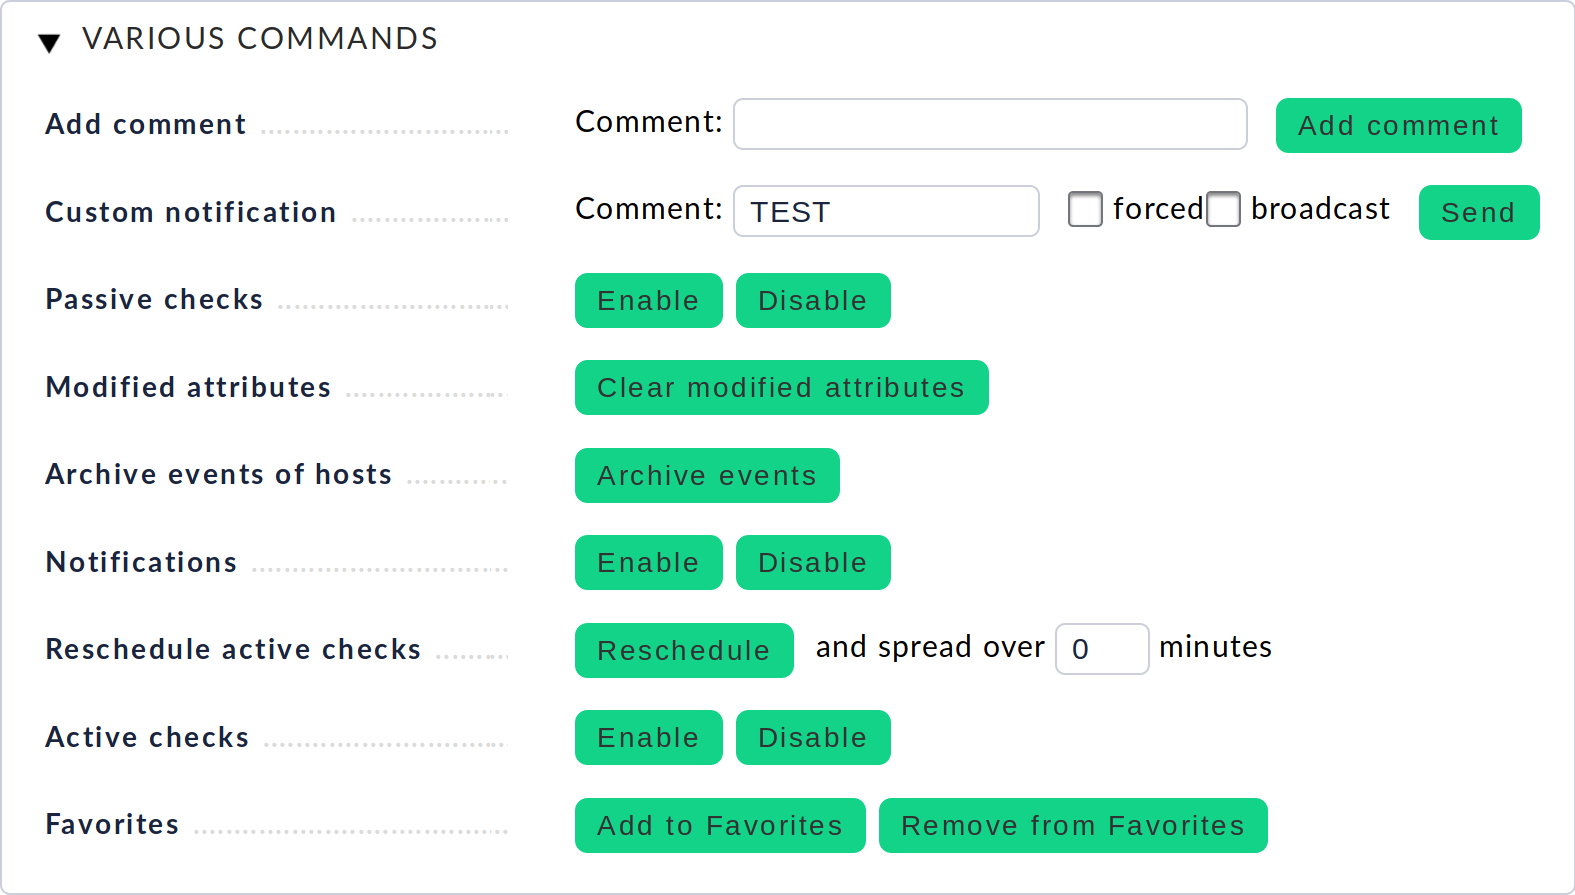 ▼ VARIOUS COMMANDS
Add comment Comment: Add comment
Custom notification Comment: TEST forced broadcast Send
Passive checks Enable Disable
Modified attributes Clear modified attributes
Archive events of hosts Archive events
Notifications Enable Disable
Reschedule active checks Reschedule and spread over 0 minutes
Active checks Enable Disable
Favorites Add to Favorites Remove from Favorites